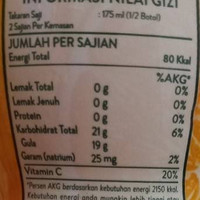 INFORMASI NILAI GIZI
Takaran Saji : 175 ml (1/2 Botol)
2 Sajian Per Kemasan
JUMLAH PER SAJIAN
Energi Total 80 Kkal
%AKG*
Lemak Total 0 g 0%
Lemak Jenuh 0 g 0%
Protein 0 g 0%
Karbohidrat Total 21 g 6%
Gula 19 g
Garam (natrium) 25 mg 2%
Vitamin C 20%
*Persen AKG berdasarkan kebutuhan energi 2150 kkal.
Kebutuhan energi anda mungkin lebih tinggi atau